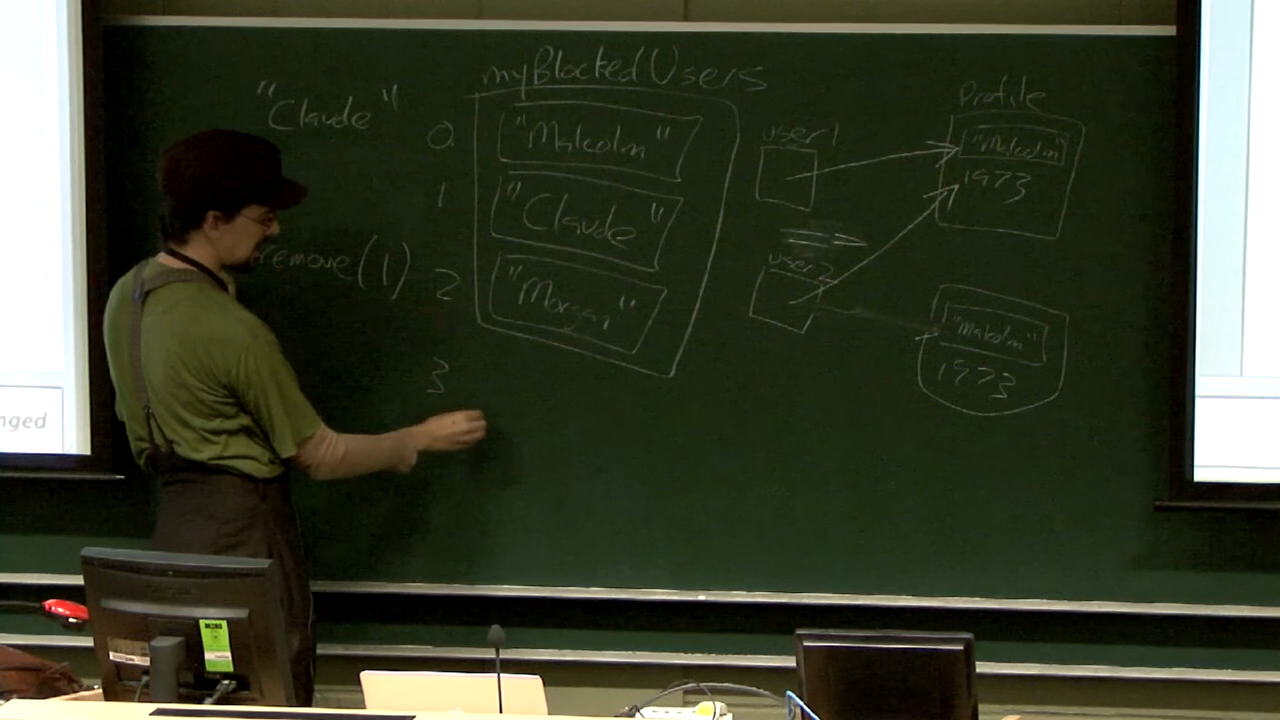 myBlockedUsers
"Claude"
0.
"Malcolm"
1
"Claude"
remove(1)
2
"Morgan"
3
user1
user2
Profile
"Malcolm"
1973
"Malcolm"
1973
nged